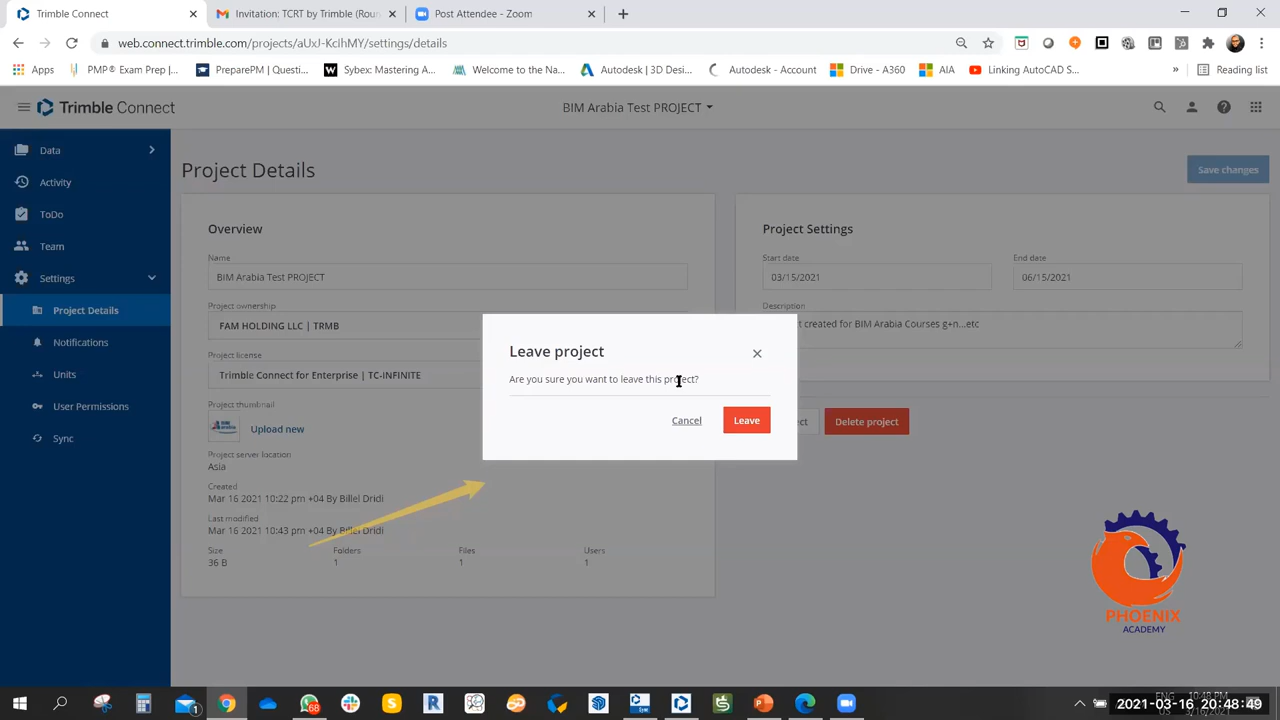 Trimble Connect
Invitation: TCRT by Trimble (Rou
Post Attendee - Zoom
web.connect.trimble.com/projects/aUxJ-KcIhMY/settings/details
Apps
PMP® Exam Prep |...
PreparePM | Questi...
Sybex: Mastering A...
Welcome to the Na...
Autodesk | 3D Desi...
Autodesk - Account
Drive - A360
AIA
Linking AutoCAD S...
»
Reading list
Trimble Connect
BIM Arabia Test PROJECT
Data
Activity
ToDo
Team
Settings
Project Details
Notifications
Units
User Permissions
Sync
Project Details
Save changes
Overview
Name
BIM Arabia Test PROJECT
Project ownership
FAM HOLDING LLC | TRMB
Project license
Trimble Connect for Enterprise | TC-INFINITE
Project thumbnail
Upload new
Project server location
Asia
Created
Mar 16 2021 10:22 pm +04 By Billel Dridi
Last modified
Mar 16 2021 10:43 pm +04 By Billel Dridi
Size
Folders
Files
Users
36 B
1
1
1
Project Settings
Start date
End date
03/15/2021
06/15/2021
Description
created for BIM Arabia Courses g+n...etc
Delete project
Leave project
Are you sure you want to leave this project?
Cancel
Leave
PHOENIX
ACADEMY
68
1
ENG
10:48 PM
2021-03-16 20:48:49